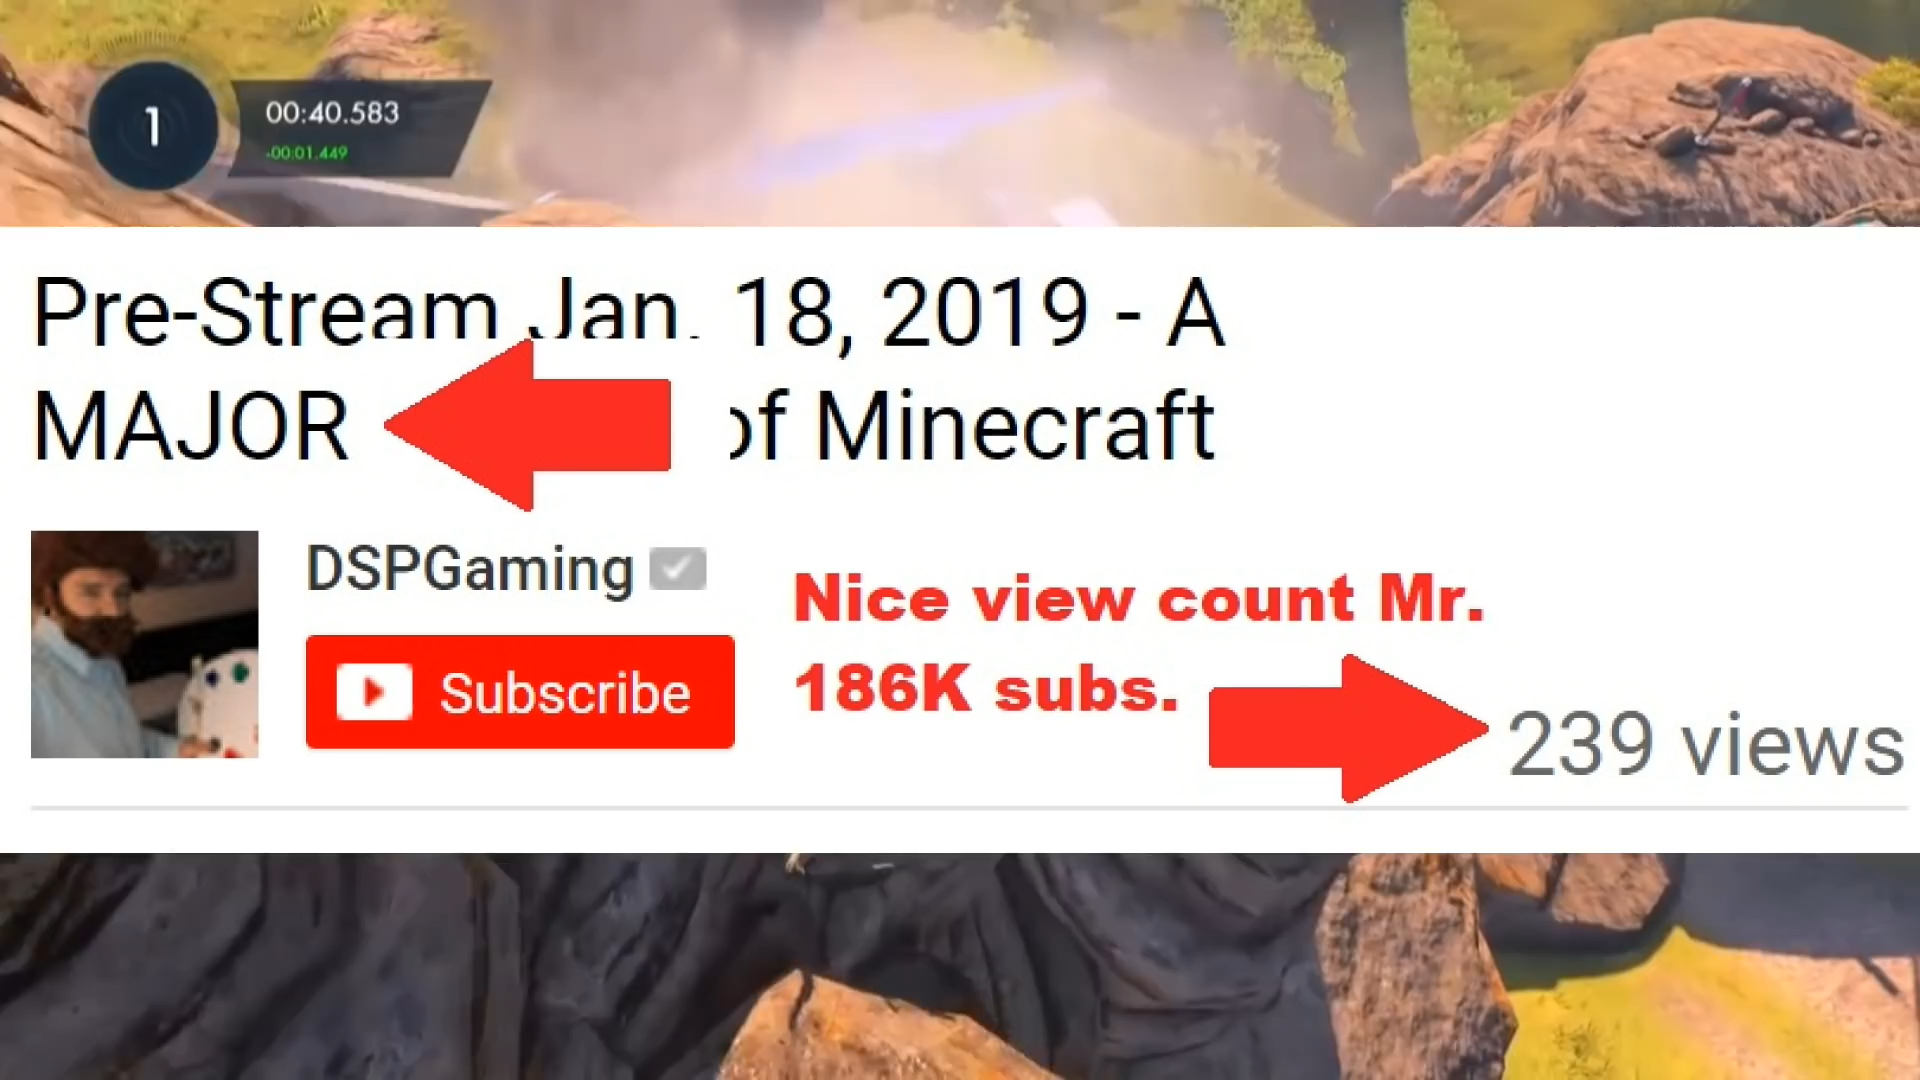 1
00:40.583
-00:01.449
Pre-Stream Jan. 18, 2019 - A
MAJOR of Minecraft
DSPGaming
Subscribe
Nice view count Mr.
186K subs.
239 views